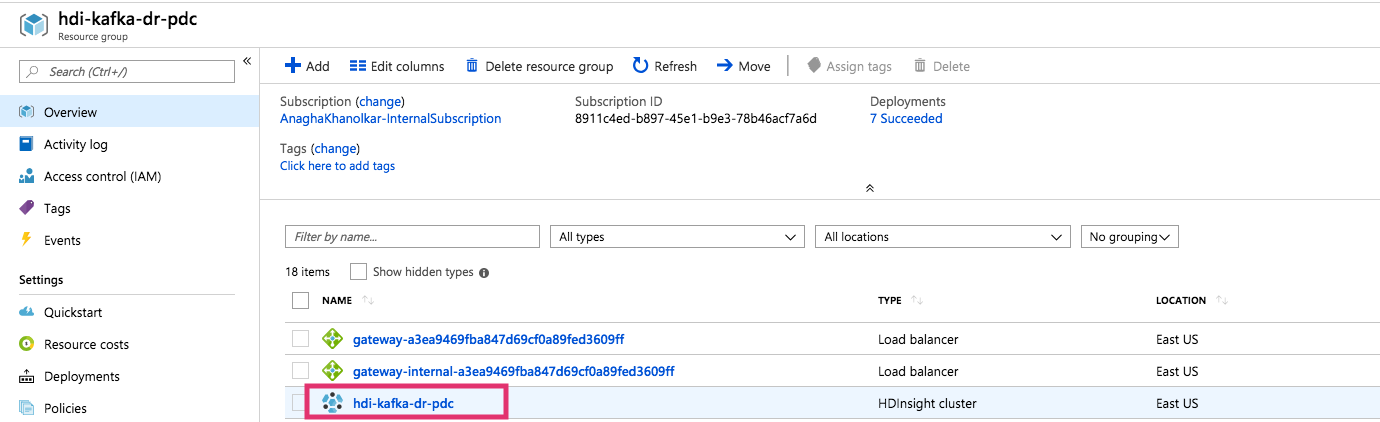 hdi-kafka-dr-pdc
Resource group
Search (Ctrl+/)
«
Overview
Activity log
Access control (IAM)
Tags
Events
Settings
Quickstart
Resource costs
Deployments
Policies
Add
Edit columns
Delete resource group
Refresh
Move
Assign tags
Delete
Subscription (change)
AnaghaKhanolkar-InternalSubscription
Subscription ID
8911c4ed-b897-45e1-b9e3-78b46acf7a6d
Deployments
7 Succeeded
Tags (change)
Click here to add tags
Filter by name...
All types
All locations
No grouping
18 items
Show hidden types
NAME TYPE LOCATION
gateway-a3ea9469fba847d69cf0a89fed3609ff Load balancer East US
gateway-internal-a3ea9469fba847d69cf0a89fed3609ff Load balancer East US
hdi-kafka-dr-pdc HDInsight cluster East US